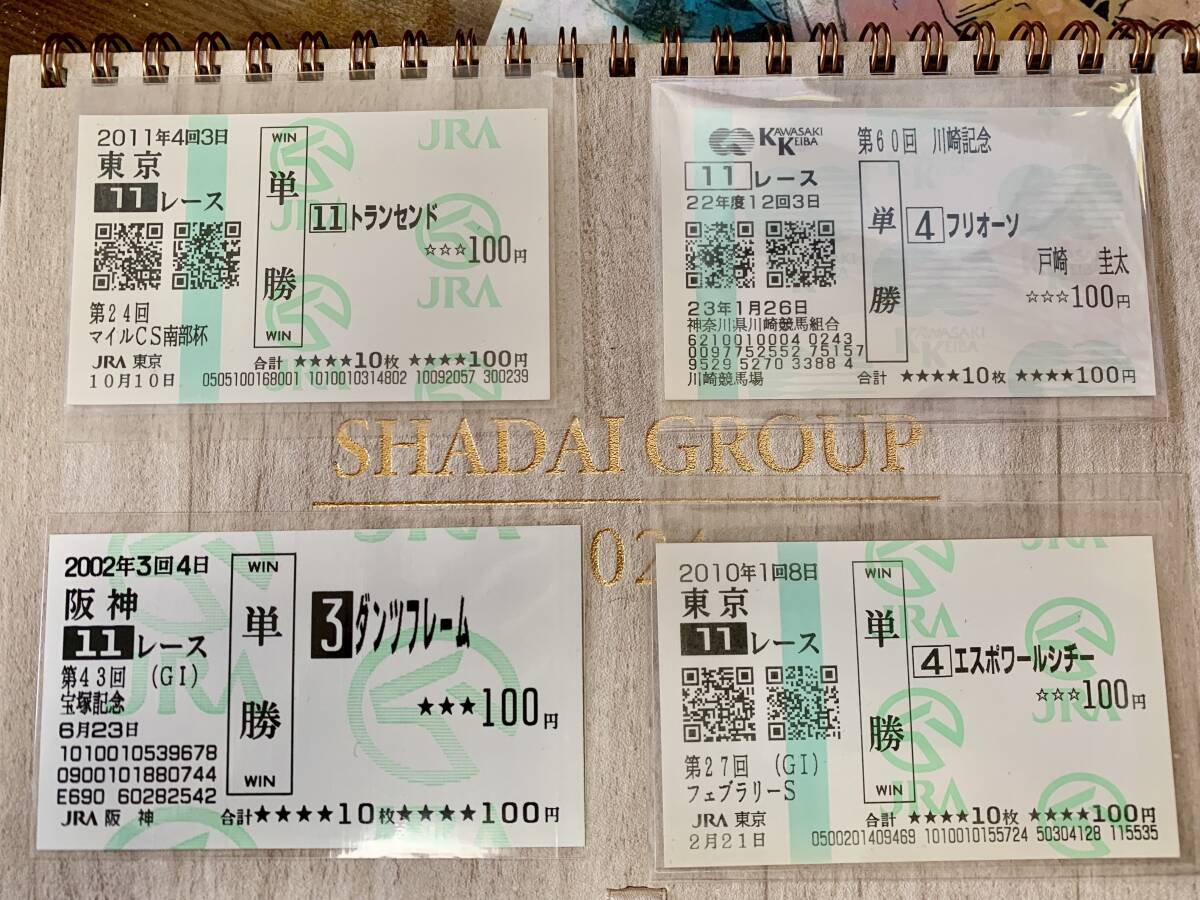 2011年4回3日
東京
11レース
第24回
マイルCS南部杯
JRA 東京
10月10日
WIN
単勝
WIN
11トランセンド
☆☆☆100円
合計 ★★★★10枚 ★★★★100円
0505100168001 1010010314802 10092057 300239
JRA
JRA
JRA
KAWASAKI KEIBA
第60回 川崎記念
11レース
22年度12回3日
23年1月26日
神奈川県川崎競馬組合
6210010004 0243
0097752552 75157
9529 5270 3388 4
川崎競馬場
単勝
4フリオーソ
戸崎 圭太
☆☆☆100円
合計 ★★★★10枚 ★★★★100円
SHADAI GROUP
2002年3回4日
阪神
11レース
第43回 (GI)
宝塚記念
6月23日
1010010539678
0900101880744
E690 60282542
JRA 阪 神
WIN
単勝
WIN
3ダンツフレーム
★★★100円
合計★★★★10枚★★★★100円
2010年1回8日
東京
11レース
第27回 (GI)
フェブラリーS
JRA 東京
2月21日
WIN
単勝
WIN
4エスポワールシチー
☆☆☆100円
合計 ★★★★10枚 ★★★★100円
0500201409469 1010010155724 50304128 115535
JRA
JRA